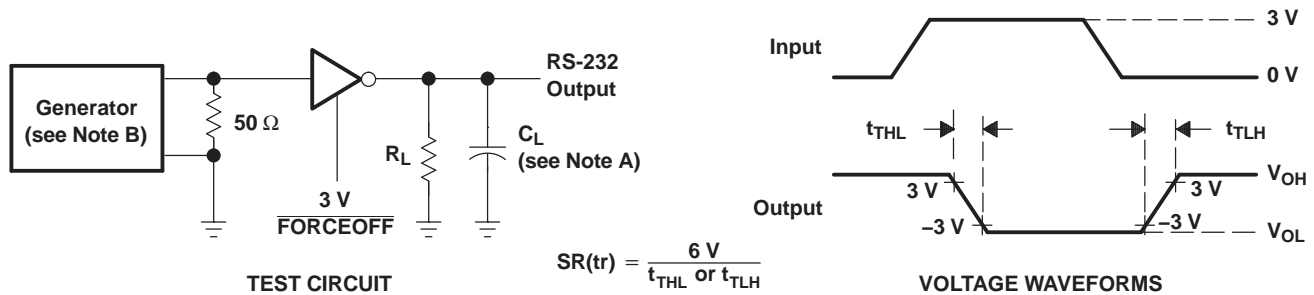 Generator
(see Note B)
50 Ω
3 V
FORCEOFF
R_L
C_L
(see Note A)
RS-232
Output
TEST CIRCUIT
SR(tr) = 6 V / t_THL or t_TLH
Input
3 V
0 V
t_THL
t_TLH
Output
3 V
–3 V
3 V
–3 V
V_OH
V_OL
VOLTAGE WAVEFORMS